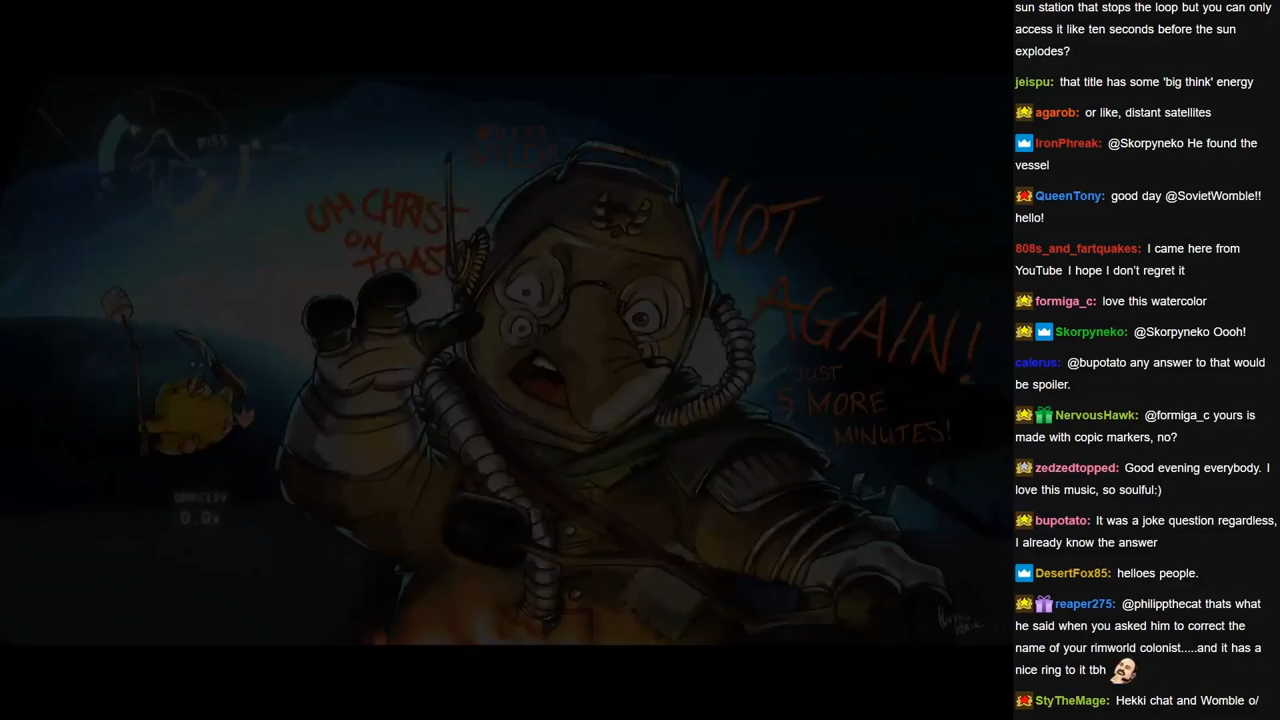 PISS
OH CHRIST
ON
NOT
AGAIN!
JUST
5 MORE
MINUTES!
GRAVITY
0.0x
sun station that stops the loop but you can only
access it like ten seconds before the sun
explodes?
jeispu: that title has some 'big think' energy
agarob: or like, distant satellites
IronPhreak: @Skorpyneko He found the
vessel
QueenTony: good day @SovietWomble!!
hello!
808s_and_fartquakes: I came here from
YouTube I hope I don't regret it
formiga_c: love this watercolor
Skorpyneko: @Skorpyneko Oooh!
calerus: @bupotato any answer to that would
be spoiler.
NervousHawk: @formiga_c yours is
made with copic markers, no?
zedzedtopped: Good evening everybody. I
love this music, so soulful:)
bupotato: It was a joke question regardless,
I already know the answer
DesertFox85: helloes people.
reaper275: @philippthecat thats what
he said when you asked him to correct the
name of your rimworld colonist.....and it has a
nice ring to it tbh
StyTheMage: Hekki chat and Womble o/